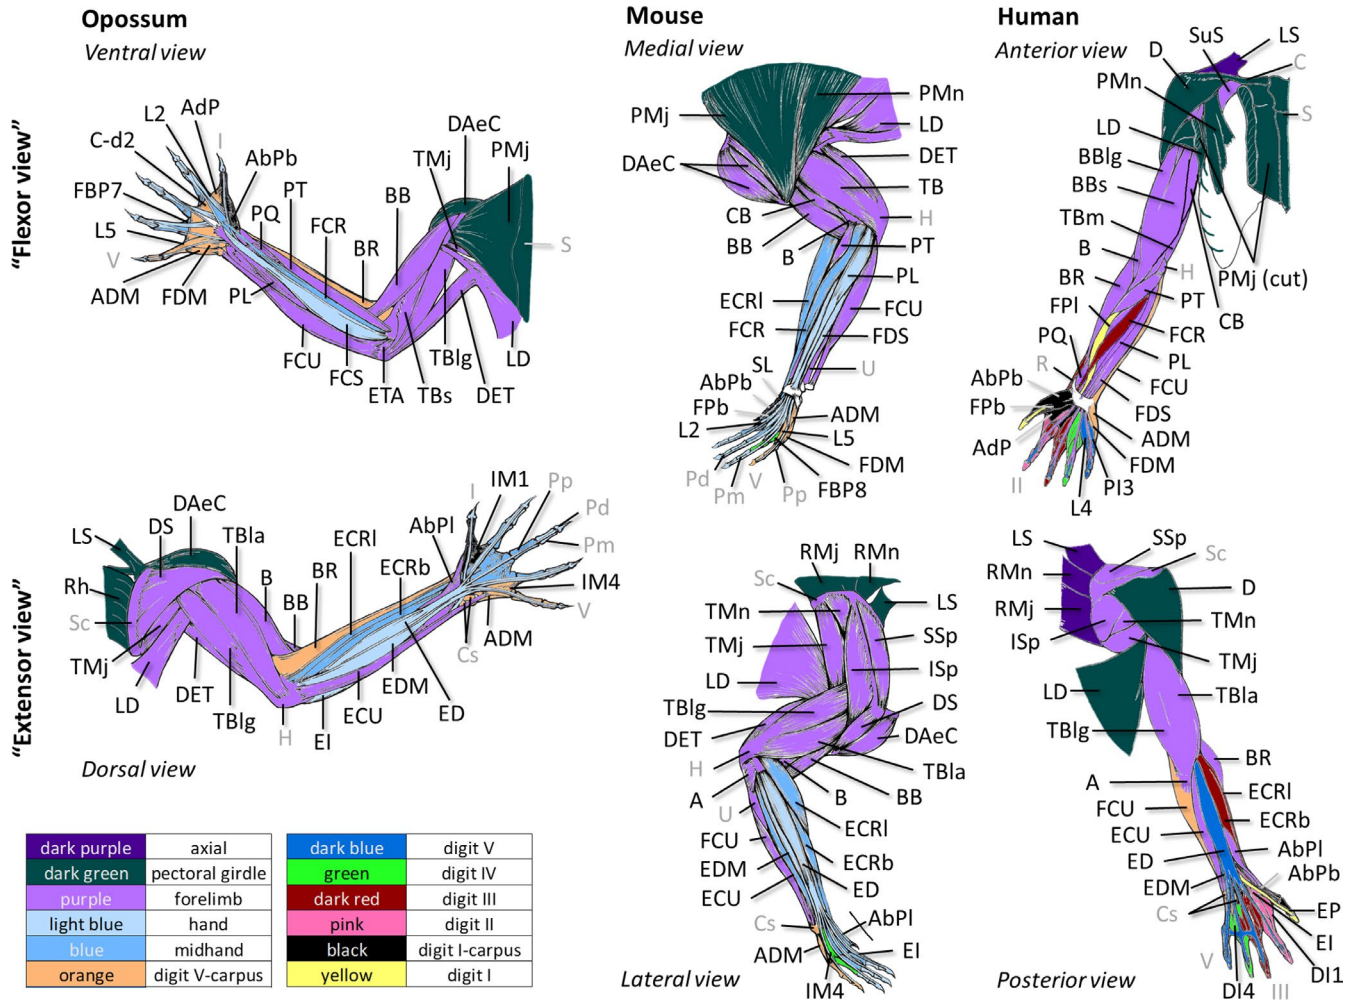 Opossum
Ventral view
"Flexor view"
AdP
L2
I
C-d2
AbPb
FBP7
PT
PQ
FCR
BB
TMj
DAeC
PMj
L5
BR
S
V
ADM
FDM
PL
FCU
FCS
ETA
TBs
TBlg
DET
LD
Mouse
Medial view
PMj
PMn
LD
DAeC
DET
TB
CB
H
BB
B
PT
PL
ECRl
FCU
FCR
FDS
SL
U
AbPb
FPb
ADM
L2
L5
FDM
Pd
Pm
V
Pp
FBP8
Human
Anterior view
D
SuS
LS
C
PMn
S
LD
BBlg
BBs
TBm
B
H
BR
PMj (cut)
PT
FPl
CB
PQ
FCR
R
PL
AbPb
FCU
FPb
FDS
ADM
AdP
FDM
II
PI3
L4
"Extensor view"
DAeC
DS
LS
TBla
I
IM1
Pp
AbPl
Pd
ECRl
ECRb
Pm
B
BR
Rh
BB
IM4
Sc
V
TMj
ADM
Cs
LD
DET
TBlg
EDM
ED
ECU
H
EI
Dorsal view
RMj
RMn
Sc
LS
TMn
SSp
TMj
ISp
LD
DS
TBlg
DET
DAeC
H
TBla
A
B
BB
U
ECRl
FCU
ECRb
EDM
ED
ECU
AbPl
Cs
EI
ADM
IM4
Lateral view
LS
SSp
Sc
RMn
D
RMj
TMn
ISp
TMj
LD
TBla
TBlg
BR
A
ECRl
FCU
ECRb
ECU
AbPl
ED
AbPb
EDM
Cs
EP
EI
V
DI1
DI4
III
Posterior view
dark purple axial
dark green pectoral girdle
purple forelimb
light blue hand
blue midhand
orange digit V-carpus
dark blue digit V
green digit IV
dark red digit III
pink digit II
black digit I-carpus
yellow digit I